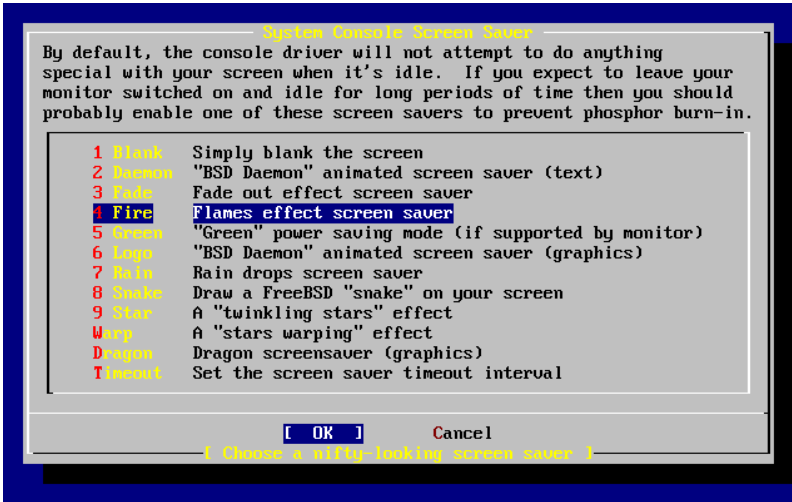 System Console Screen Saver
By default, the console driver will not attempt to do anything
special with your screen when it's idle.  If you expect to leave your
monitor switched on and idle for long periods of time then you should
probably enable one of these screen savers to prevent phosphor burn-in.
1 Blank   Simply blank the screen
2 Daemon  "BSD Daemon" animated screen saver (text)
3 Fade    Fade out effect screen saver
4 Fire    Flames effect screen saver
5 Green   "Green" power saving mode (if supported by monitor)
6 Logo    "BSD Daemon" animated screen saver (graphics)
7 Rain    Rain drops screen saver
8 Snake   Draw a FreeBSD "snake" on your screen
9 Star    A "twinkling stars" effect
Warp      A "stars warping" effect
Dragon    Dragon screensaver (graphics)
Timeout   Set the screen saver timeout interval
[  OK  ]       Cancel
[ Choose a nifty-looking screen saver ]